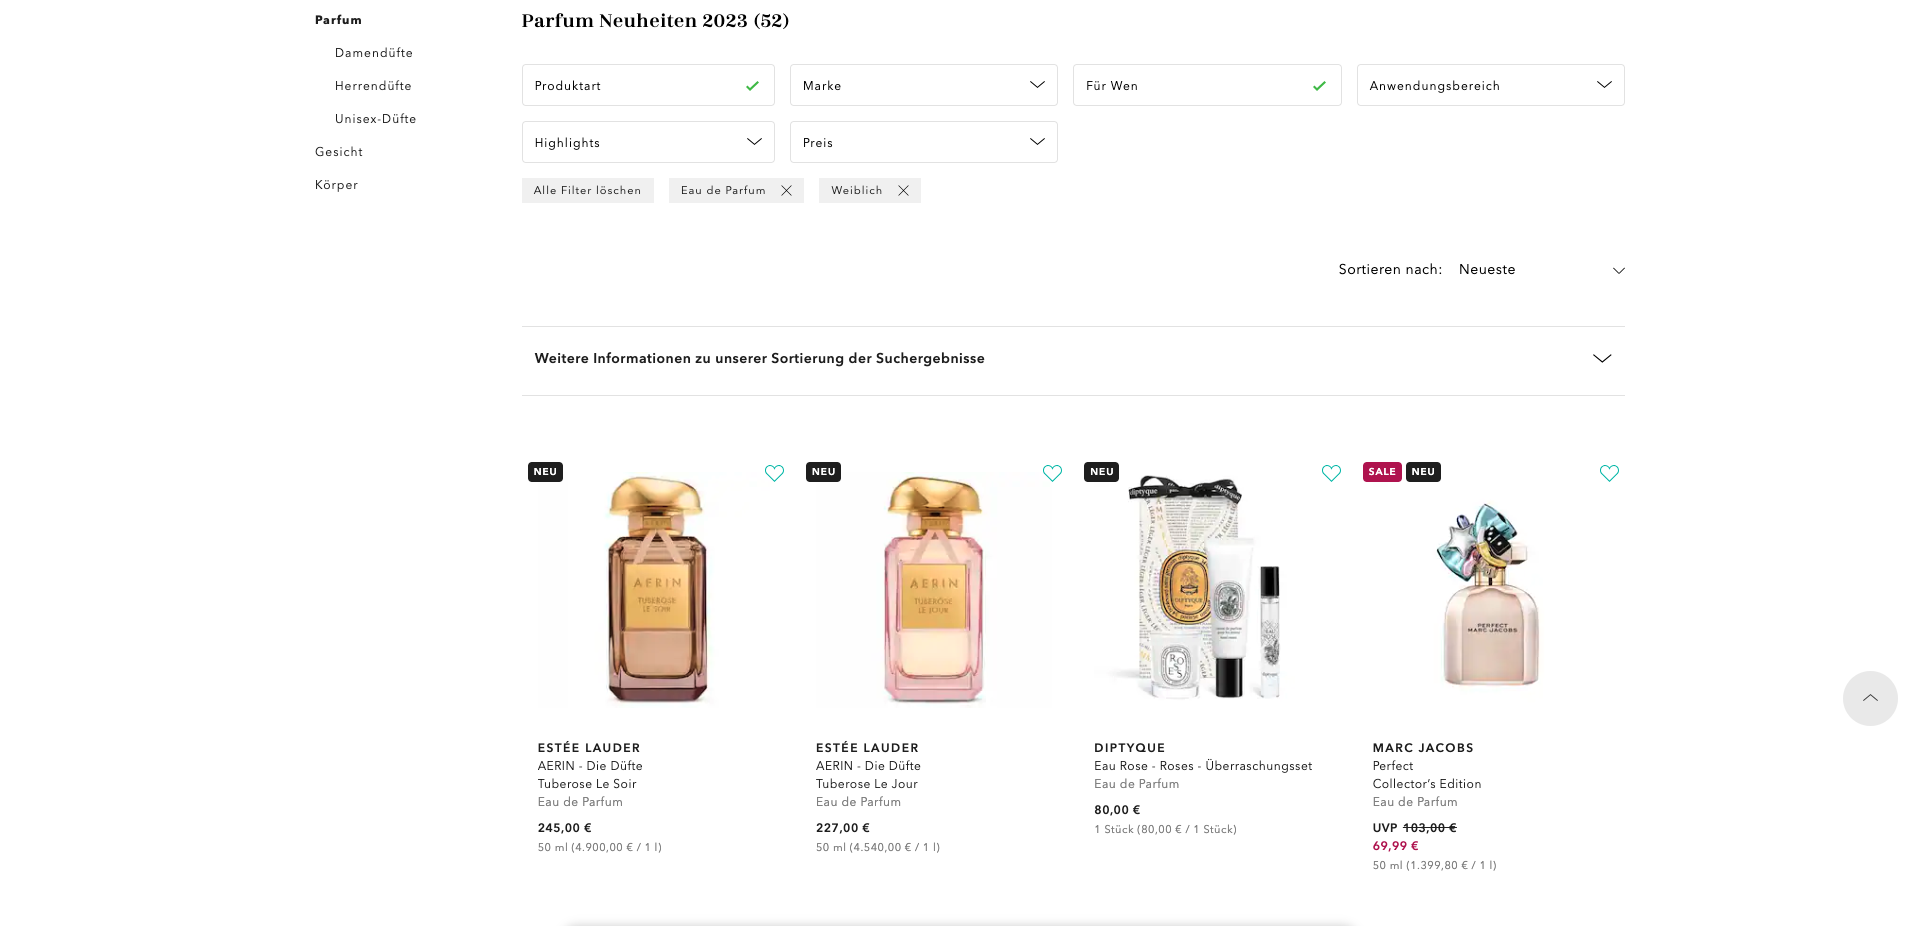 Parfum
Damendüfte
Herrendüfte
Unisex-Düfte
Gesicht
Körper
Parfum Neuheiten 2023 (52)
Produktart
Marke
Für Wen
Anwendungsbereich
Highlights
Preis
Alle Filter löschen
Eau de Parfum
Weiblich
Sortieren nach: Neueste
Weitere Informationen zu unserer Sortierung der Suchergebnisse
NEU
AERIN
TUBEROSE
LE SOIR
ESTÉE LAUDER
AERIN - Die Düfte
Tuberose Le Soir
Eau de Parfum
245,00 €
50 ml (4.900,00 € / 1 l)
NEU
AERIN
TUBEROSE
LE JOUR
ESTÉE LAUDER
AERIN - Die Düfte
Tuberose Le Jour
Eau de Parfum
227,00 €
50 ml (4.540,00 € / 1 l)
NEU
diptyque
DIPTYQUE
ROSES
DIPTYQUE
Eau Rose - Roses - Überraschungsset
Eau de Parfum
80,00 €
1 Stück (80,00 € / 1 Stück)
SALE NEU
PERFECT
MARC JACOBS
MARC JACOBS
Perfect
Collector's Edition
Eau de Parfum
UVP 103,00 €
69,99 €
50 ml (1.399,80 € / 1 l)